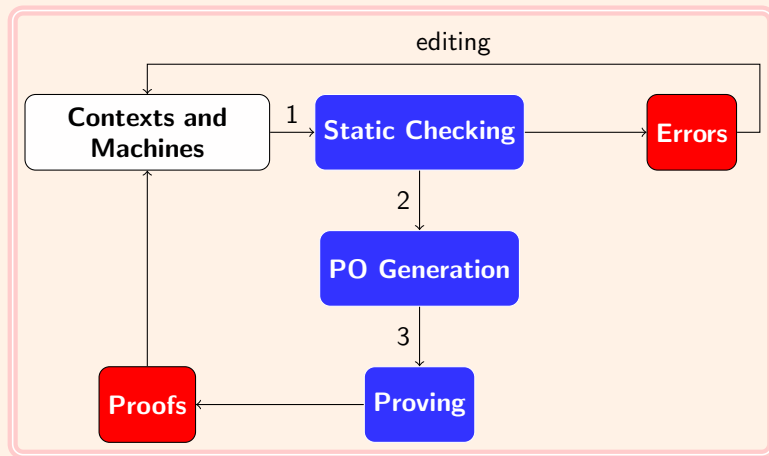 editing
Contexts and
Machines
1
Static Checking
Errors
2
PO Generation
3
Proofs
Proving